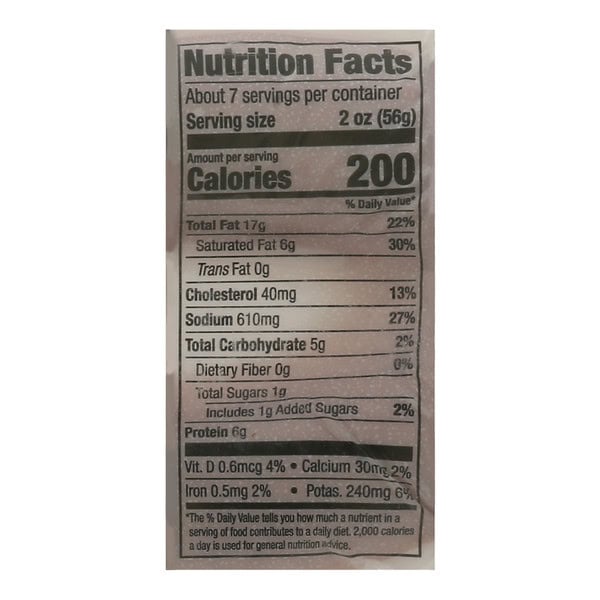 Nutrition Facts
About 7 servings per container
Serving size 2 oz (56g)
Amount per serving
Calories 200
% Daily Value*
Total Fat 17g 22%
Saturated Fat 6g 30%
Trans Fat 0g
Cholesterol 40mg 13%
Sodium 610mg 27%
Total Carbohydrate 5g 2%
Dietary Fiber 0g 0%
Total Sugars 1g
Includes 1g Added Sugars 2%
Protein 6g
Vit. D 0.6mcg 4% • Calcium 30mg 2%
Iron 0.5mg 2% • Potas. 240mg 6%
*The % Daily Value tells you how much a nutrient in a
serving of food contributes to a daily diet. 2,000 calories
a day is used for general nutrition advice.